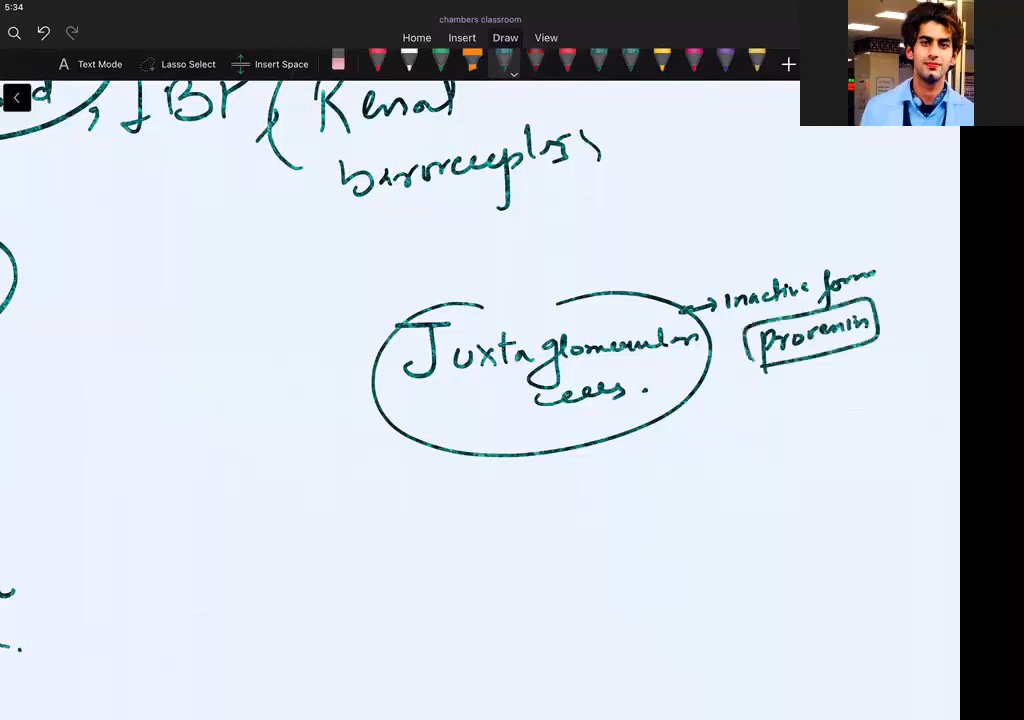 5:34
chambers classroom
Home Insert Draw View
Text Mode Lasso Select Insert Space
↓BP (Renal
baroreceptors)
Juxtaglomerular
cells.
→ Inactive form
Prorenin